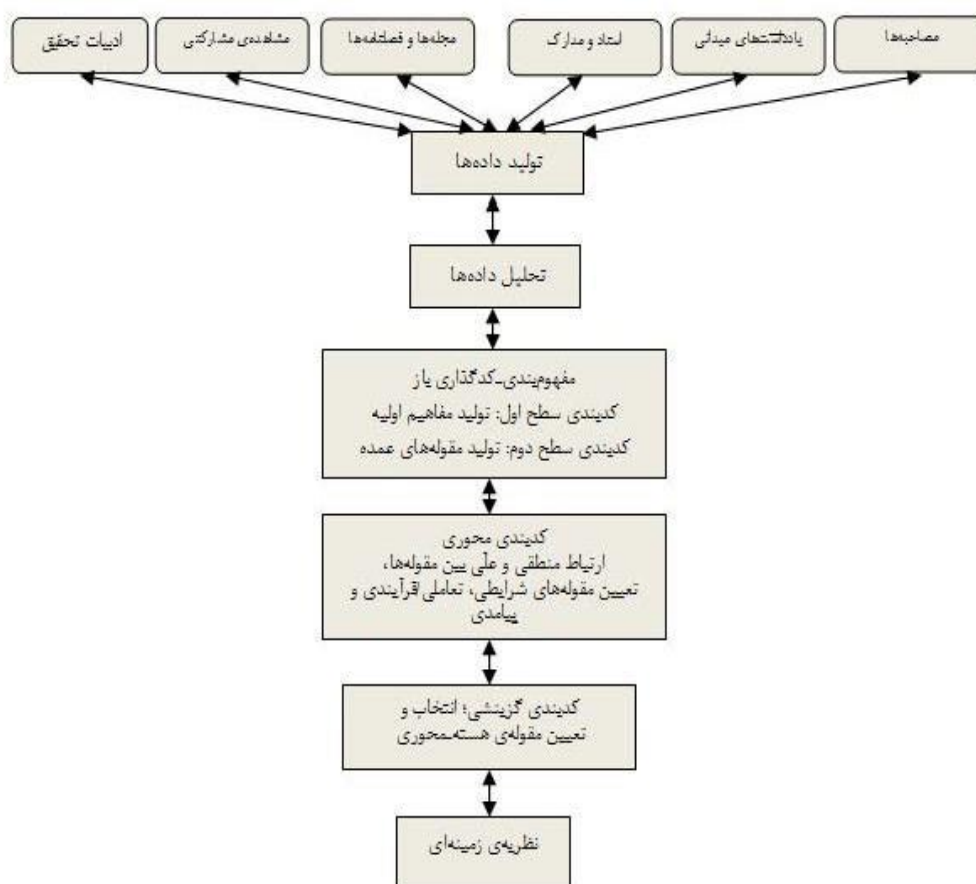 مصاحبه‌ها
یادداشت‌های میدانی
اسناد و مدارک
مجله‌ها و فصلنامه‌ها
مشاهده‌ی مشارکتی
ادبیات تحقیق
تولید داده‌ها
تحلیل داده‌ها
مفهوم‌بندی-کدگذاری باز
کدبندی سطح اول: تولید مفاهیم اولیه
کدبندی سطح دوم: تولید مقوله‌های عمده
کدبندی محوری
ارتباط منطقی و علّی بین مقوله‌ها،
تعیین مقوله‌های شرایطی، تعاملی/فرآیندی و
پیامدی
کدبندی گزینشی؛ انتخاب و
تعیین مقوله‌ی هسته-محوری
نظریه‌ی زمینه‌ای